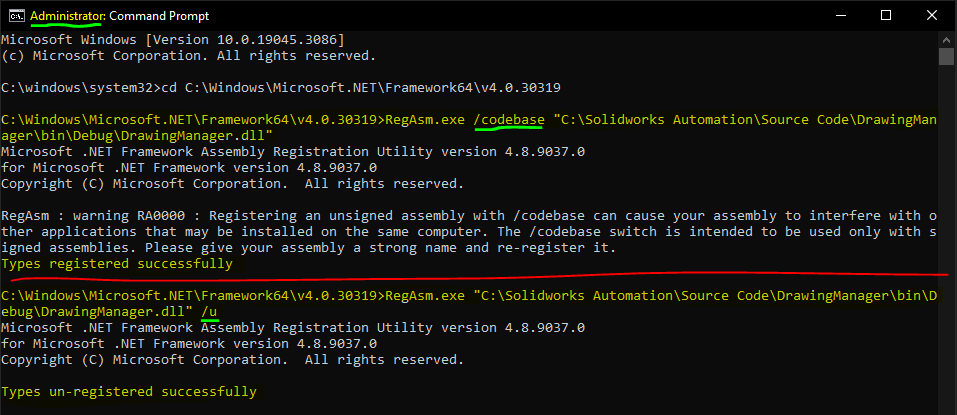 Administrator: Command Prompt
Microsoft Windows [Version 10.0.19045.3086]
(c) Microsoft Corporation. All rights reserved.
C:\windows\system32>cd C:\Windows\Microsoft.NET\Framework64\v4.0.30319
C:\Windows\Microsoft.NET\Framework64\v4.0.30319>RegAsm.exe /codebase "C:\Solidworks Automation\Source Code\DrawingMan
ager\bin\Debug\DrawingManager.dll"
Microsoft .NET Framework Assembly Registration Utility version 4.8.9037.0
for Microsoft .NET Framework version 4.8.9037.0
Copyright (C) Microsoft Corporation.  All rights reserved.
RegAsm : warning RA0000 : Registering an unsigned assembly with /codebase can cause your assembly to interfere with o
ther applications that may be installed on the same computer. The /codebase switch is intended to be used only with s
igned assemblies. Please give your assembly a strong name and re-register it.
Types registered successfully
C:\Windows\Microsoft.NET\Framework64\v4.0.30319>RegAsm.exe "C:\Solidworks Automation\Source Code\DrawingManager\bin\D
ebug\DrawingManager.dll" /u
Microsoft .NET Framework Assembly Registration Utility version 4.8.9037.0
for Microsoft .NET Framework version 4.8.9037.0
Copyright (C) Microsoft Corporation.  All rights reserved.
Types un-registered successfully